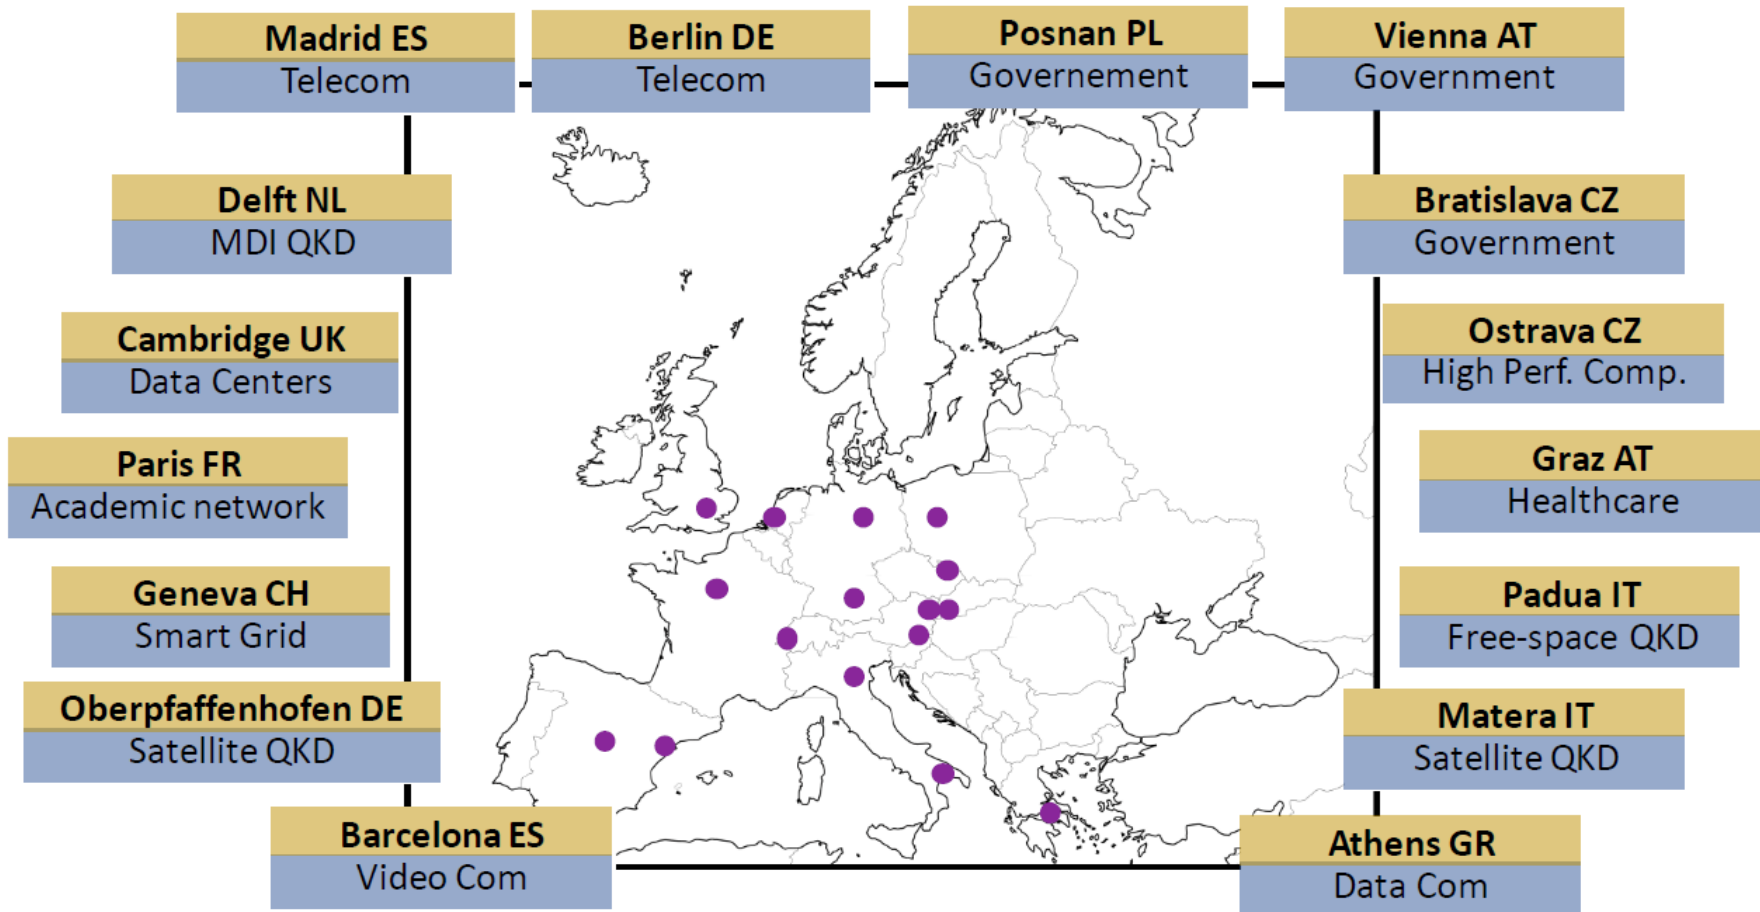 Madrid ES
Telecom
Berlin DE
Telecom
Posnan PL
Governement
Vienna AT
Government
Delft NL
MDI QKD
Bratislava CZ
Government
Cambridge UK
Data Centers
Ostrava CZ
High Perf. Comp.
Paris FR
Academic network
Graz AT
Healthcare
Geneva CH
Smart Grid
Padua IT
Free-space QKD
Oberpfaffenhofen DE
Satellite QKD
Matera IT
Satellite QKD
Barcelona ES
Video Com
Athens GR
Data Com